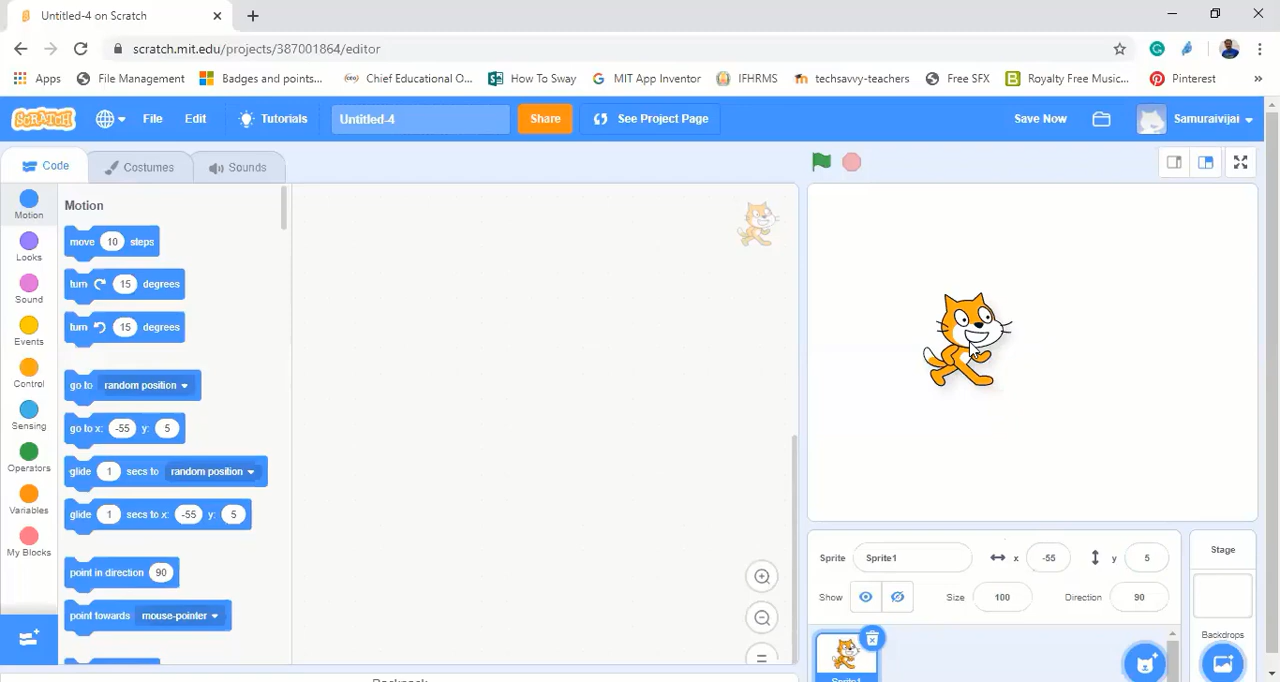 Untitled-4 on Scratch
scratch.mit.edu/projects/387001864/editor
Apps File Management Badges and points... Chief Educational O... How To Sway MIT App Inventor IFHRMS techsavvy-teachers Free SFX Royalty Free Music... Pinterest »
SCRATCH File Edit Tutorials Untitled-4 Share See Project Page Save Now Samuraivijai
Code Costumes Sounds
Motion
Looks
Sound
Events
Control
Sensing
Operators
Variables
My Blocks
Motion
move 10 steps
turn 15 degrees
turn 15 degrees
go to random position
go to x: -55 y: 5
glide 1 secs to random position
glide 1 secs to x: -55 y: 5
point in direction 90
point towards mouse-pointer
Sprite Sprite1 x -55 y 5
Show Size 100 Direction 90
Sprite1
Stage
Backdrops